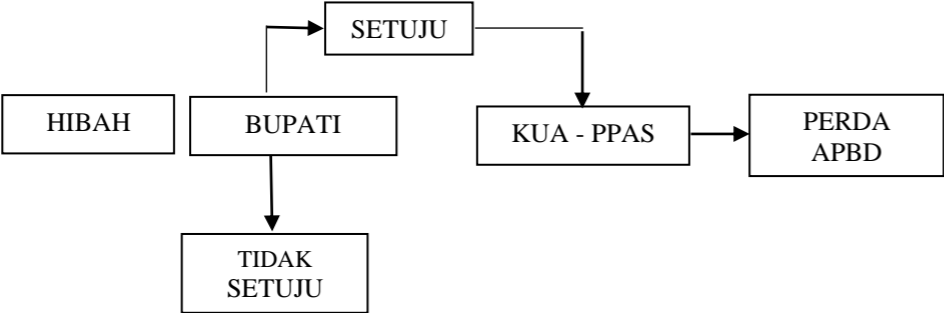 SETUJU
HIBAH
BUPATI
KUA - PPAS
PERDA
APBD
TIDAK
SETUJU